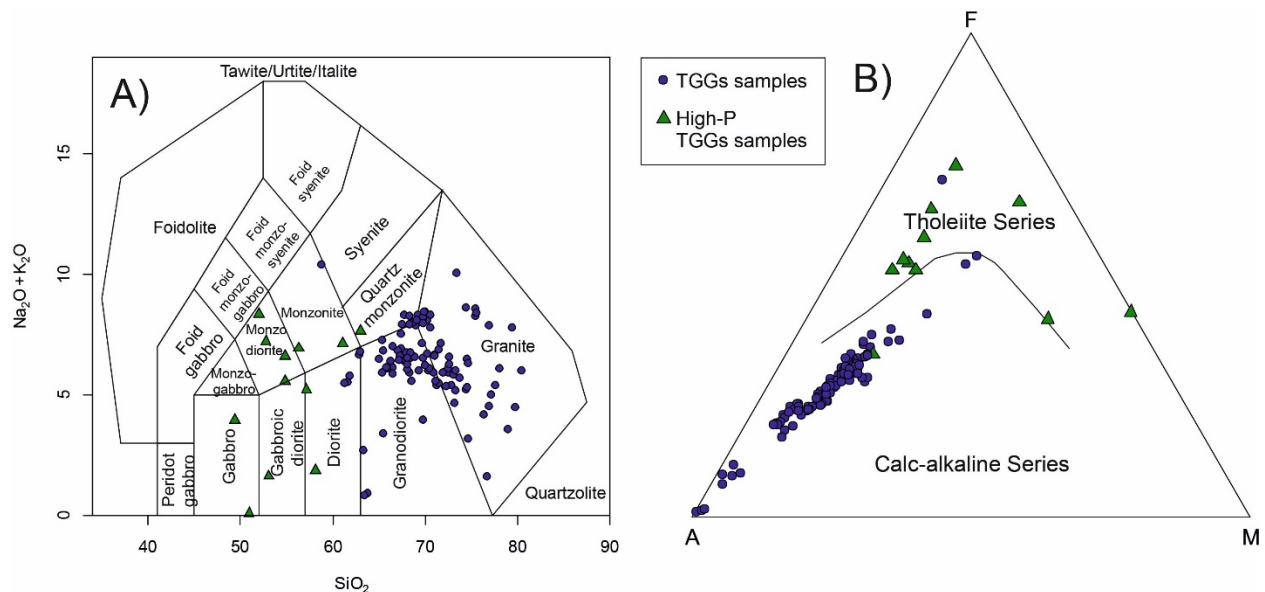 A)
Tawite/Urtite/Italite
Foidolite
Foid
syenite
Foid
monzo-
syenite
Foid
monzo-
gabbro
Foid
gabbro
Syenite
Quartz
monzonite
Monzonite
Monzo
diorite
Monzo-
gabbro
Peridot
gabbro
Gabbro
Gabbroic
diorite
Diorite
Granodiorite
Granite
Quartzolite
Na₂O + K₂O
0
5
10
15
40
50
60
70
80
90
SiO₂
TGGs samples
High-P
TGGs samples
B)
F
Tholeiite Series
Calc-alkaline Series
A
M